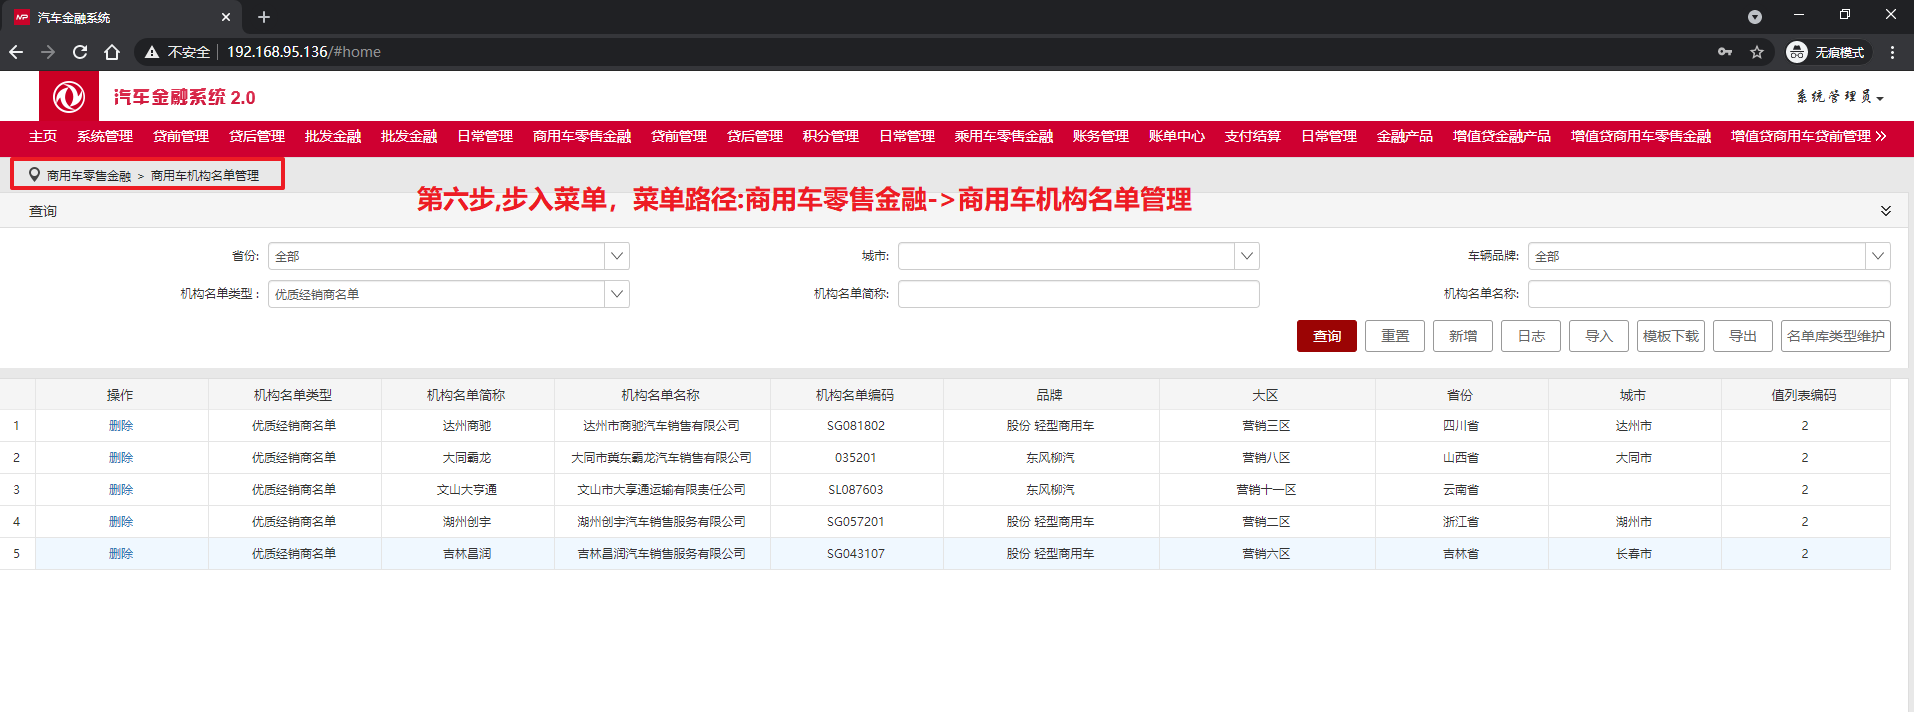 汽车金融系统
不安全 192.168.95.136/#home 无痕模式
汽车金融系统 2.0 系统管理员
主页 系统管理 贷前管理 贷后管理 批发金融 批发金融 日常管理 商用车零售金融 贷前管理 贷后管理 积分管理 日常管理 乘用车零售金融 账务管理 账单中心 支付结算 日常管理 金融产品 增值贷金融产品 增值贷商用车零售金融 增值贷商用车贷前管理
商用车零售金融 > 商用车机构名单管理
第六步,步入菜单，菜单路径:商用车零售金融->商用车机构名单管理
查询
省份: 全部 城市: 车辆品牌: 全部
机构名单类型 : 优质经销商名单 机构名单简称: 机构名单名称:
查询 重置 新增 日志 导入 模板下载 导出 名单库类型维护
操作 机构名单类型 机构名单简称 机构名单名称 机构名单编码 品牌 大区 省份 城市 值列表编码
1 删除 优质经销商名单 达州商驰 达州市商驰汽车销售有限公司 SG081802 股份 轻型商用车 营销三区 四川省 达州市 2
2 删除 优质经销商名单 大同霸龙 大同市冀东霸龙汽车销售有限公司 035201 东风柳汽 营销八区 山西省 大同市 2
3 删除 优质经销商名单 文山大亨通 文山市大享通运输有限责任公司 SL087603 东风柳汽 营销十一区 云南省 2
4 删除 优质经销商名单 湖州创宇 湖州创宇汽车销售服务有限公司 SG057201 股份 轻型商用车 营销二区 浙江省 湖州市 2
5 删除 优质经销商名单 吉林昌润 吉林昌润汽车销售服务有限公司 SG043107 股份 轻型商用车 营销六区 吉林省 长春市 2